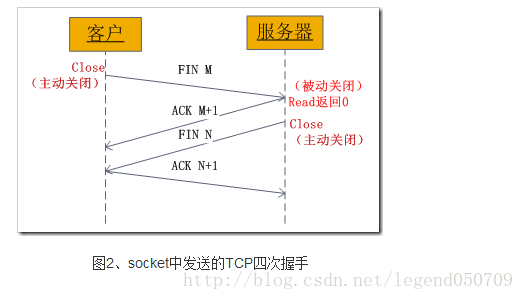 客户
服务器
Close
（主动关闭）
FIN M
（被动关闭）
Read返回0
ACK M+1
FIN N
Close
（主动关闭）
ACK N+1
图2、socket中发送的TCP四次握手
http://blog.csdn.net/legend050709